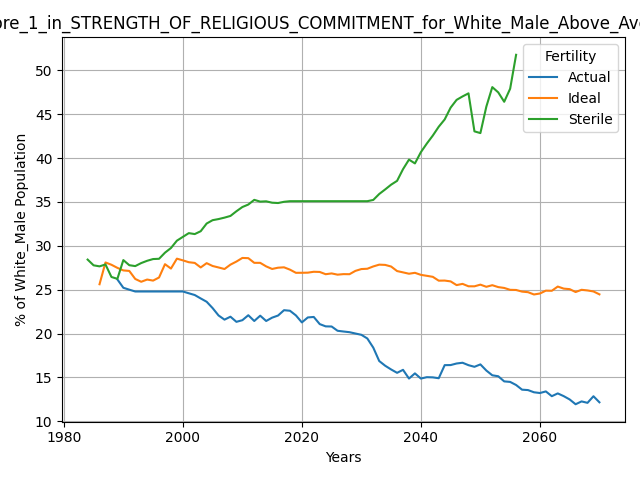 ore_1_in_STRENGTH_OF_RELIGIOUS_COMMITMENT_for_White_Male_Above_Ave
Fertility
Actual
Ideal
Sterile
% of White_Male Population
50
45
40
35
30
25
20
15
10
1980
2000
2020
2040
2060
Years